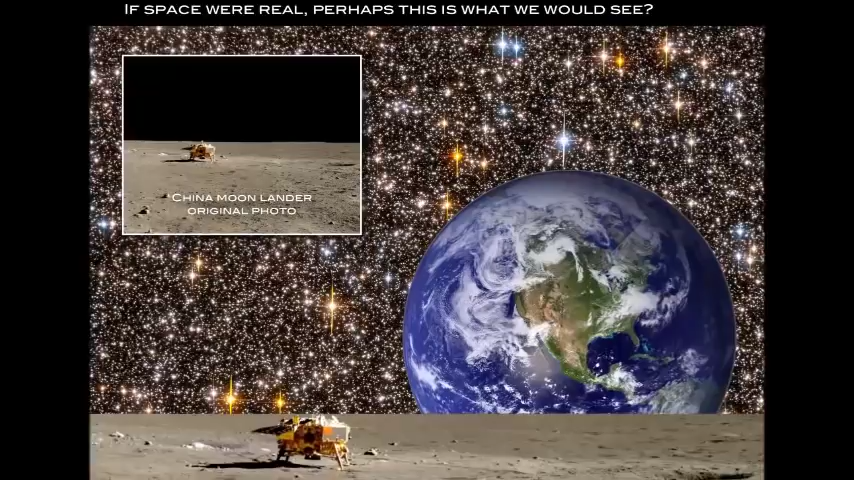 If space were real, perhaps this is what we would see?
China moon lander
original photo